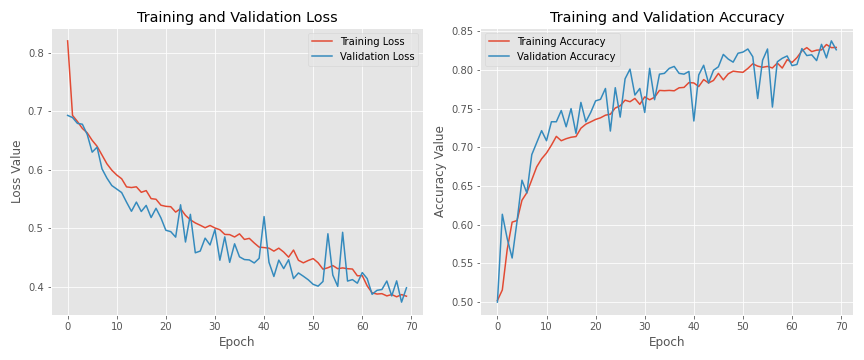 Training and Validation Loss
Training Loss
Validation Loss
0.8
0.7
0.6
0.5
0.4
Loss Value
0 10 20 30 40 50 60 70
Epoch
Training and Validation Accuracy
Training Accuracy
Validation Accuracy
0.85
0.80
0.75
0.70
0.65
0.60
0.55
0.50
Accuracy Value
0 10 20 30 40 50 60 70
Epoch